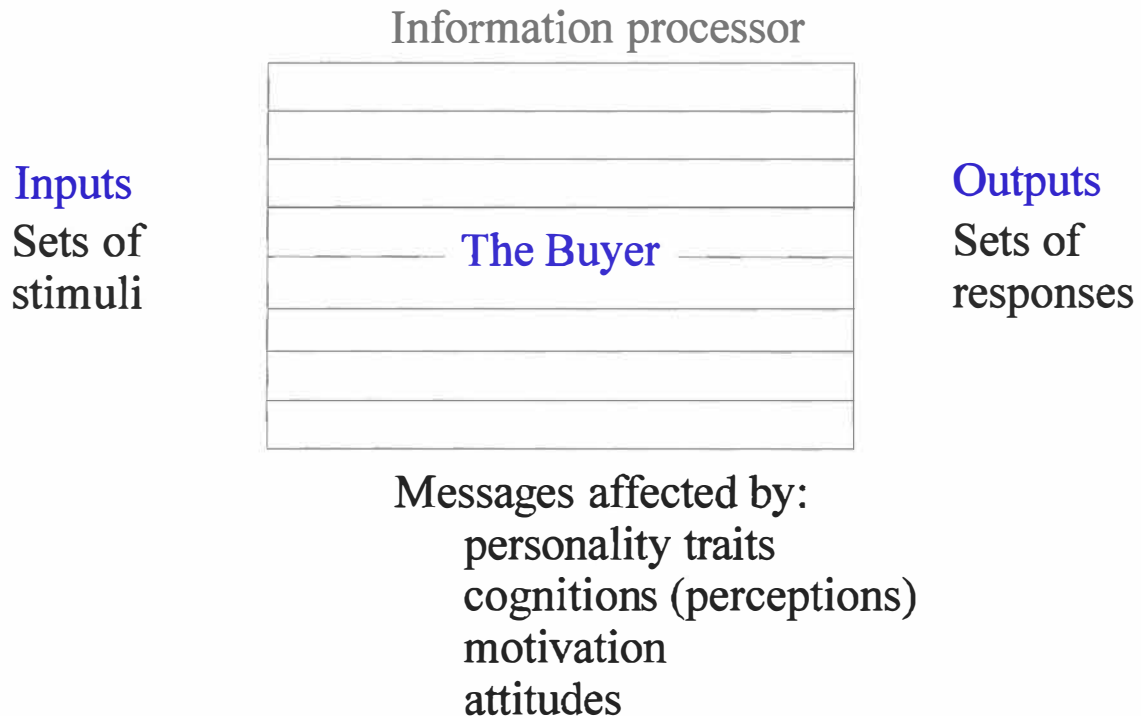 Information processor
Inputs
Sets of
stimuli
The Buyer
Outputs
Sets of
responses
Messages affected by:
personality traits
cognitions (perceptions)
motivation
attitudes